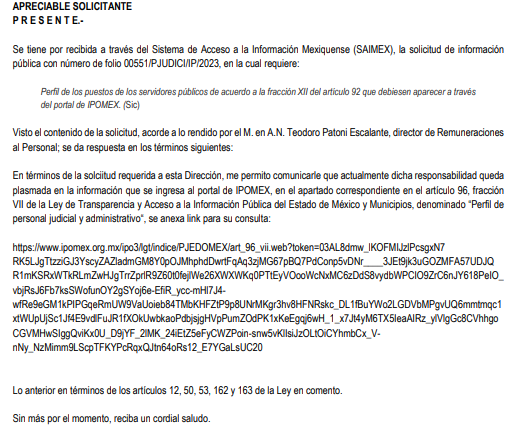 APRECIABLE SOLICITANTE
P R E S E N T E.-
Se tiene por recibida a través del Sistema de Acceso a la Información Mexiquense (SAIMEX), la solicitud de información
pública con número de folio 00551/PJUDICI/IP/2023, en la cual requiere:
Perfil de los puestos de los servidores públicos de acuerdo a la fracción XII del artículo 92 que debiesen aparecer a través
del portal de IPOMEX. (Sic)
Visto el contenido de la solicitud, acorde a lo rendido por el M. en A.N. Teodoro Patoni Escalante, director de Remuneraciones
al Personal; se da respuesta en los términos siguientes:
En términos de la solciitud requerida a esta Dirección, me permito comunicarle que actualmente dicha responsabilidad queda
plasmada en la información que se ingresa al portal de IPOMEX, en el apartado correspondiente en el artículo 96, fracción
VII de la Ley de Transparencia y Acceso a la Información Pública del Estado de México y Municipios, denominado "Perfil de
personal judicial y administrativo", se anexa link para su consulta:
https://www.ipomex.org.mx/ipo3/lgt/indice/PJEDOMEX/art_96_vii.web?token=03AL8dmw_lKOFMIJzlPcsgxN7
Lo anterior en términos de los artículos 12, 50, 53, 162 y 163 de la Ley en comento.
Sin más por el momento, reciba un cordial saludo.